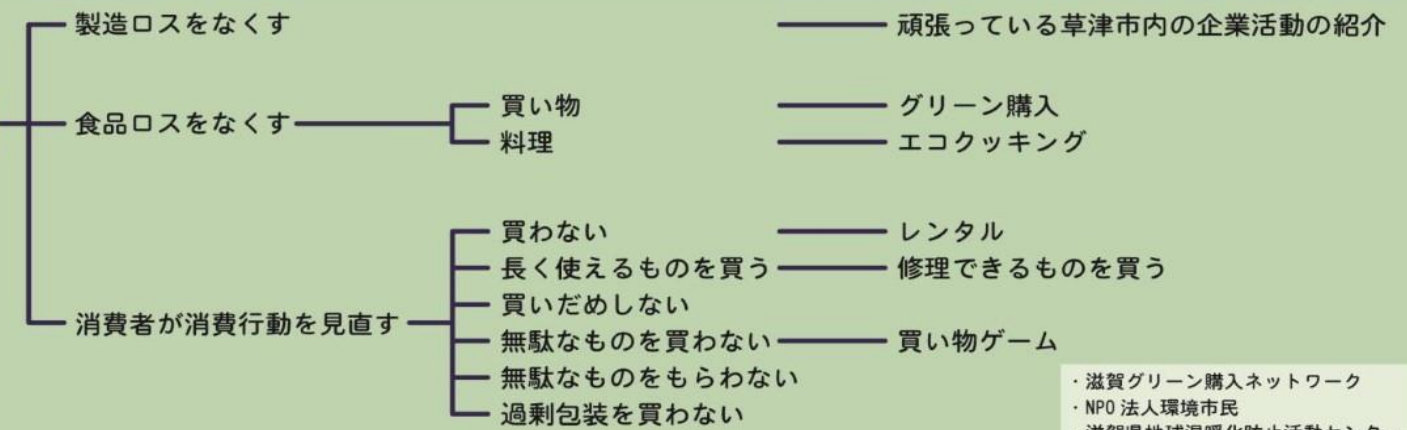 製造ロスをなくす
頑張っている草津市内の企業活動の紹介
食品ロスをなくす
買い物
グリーン購入
料理
エコクッキング
消費者が消費行動を見直す
買わない
レンタル
長く使えるものを買う
修理できるものを買う
買いだめしない
無駄なものを買わない
買い物ゲーム
無駄なものをもらわない
過剰包装を買わない
・滋賀グリーン購入ネットワーク
・NPO 法人環境市民